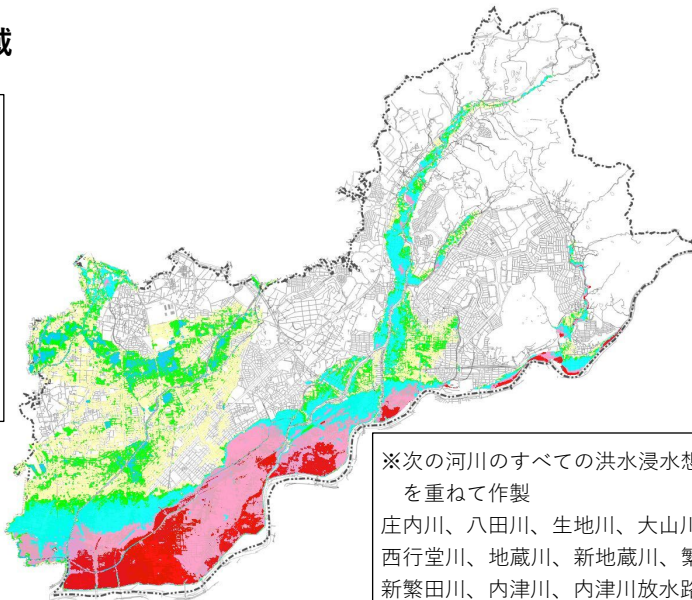 域
※次の河川のすべての洪水浸水想
を重ねて作製
庄内川、八田川、生地川、大山川
西行堂川、地蔵川、新地蔵川、繁
新繁田川、内津川、内津川放水路